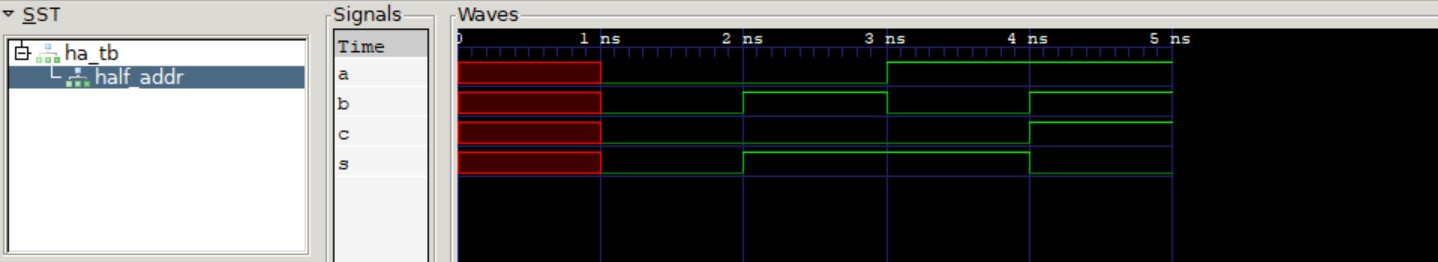 SST
Signals
Waves
ha_tb
half_addr
Time
a
b
c
s
0
1 ns
2 ns
3 ns
4 ns
5 ns